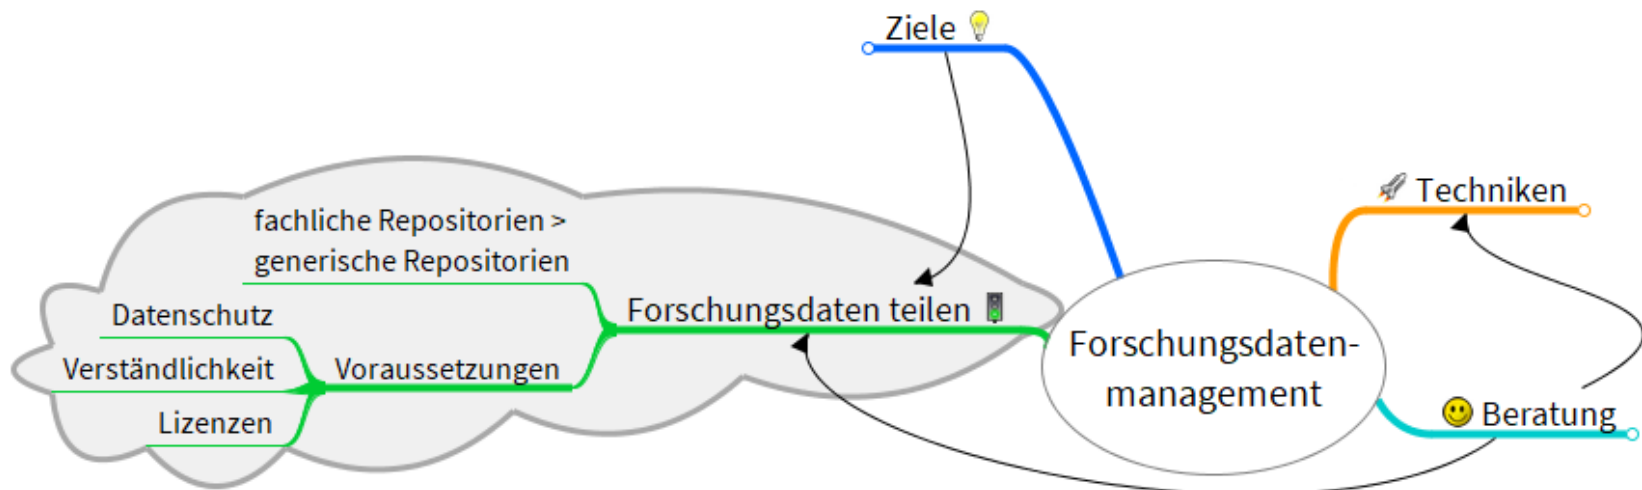 Ziele
Techniken
fachliche Repositorien >
generische Repositorien
Forschungsdaten teilen
Datenschutz
Verständlichkeit
Voraussetzungen
Lizenzen
Forschungsdaten-
management
Beratung